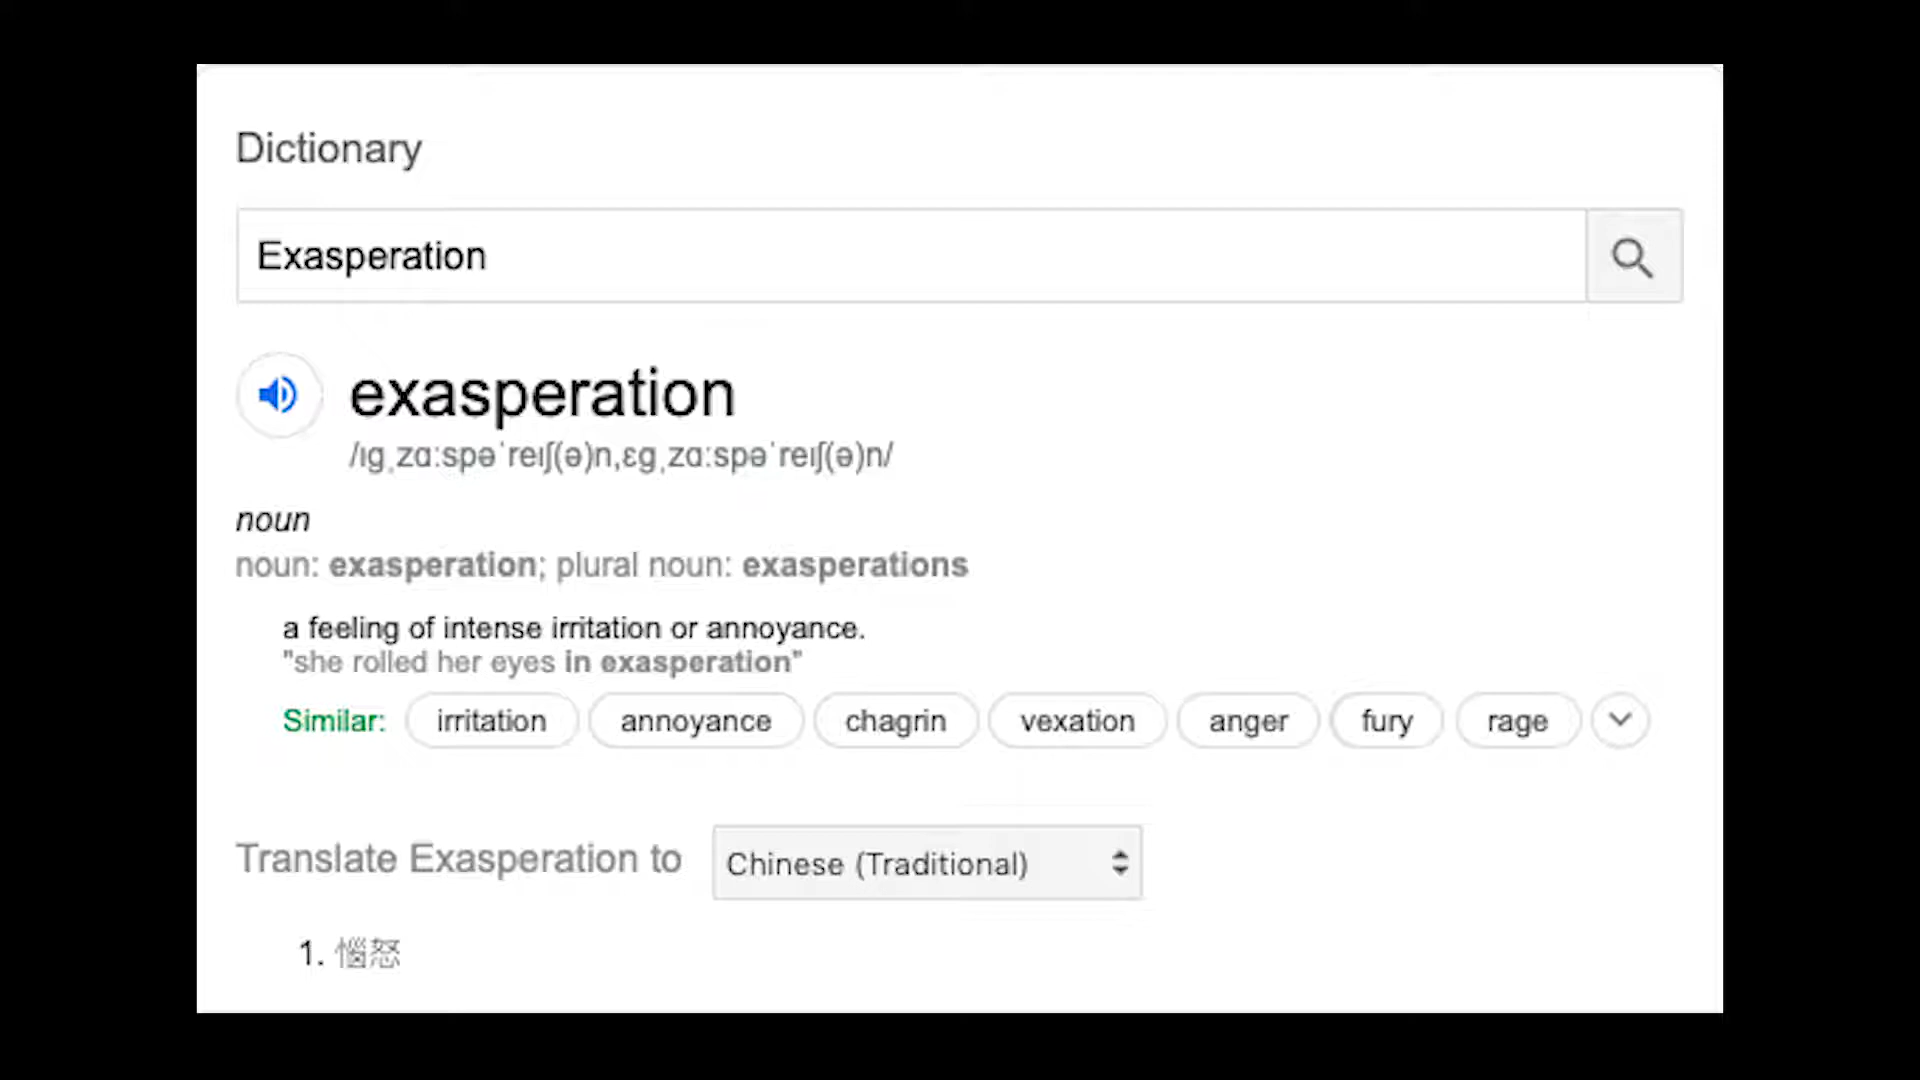 Dictionary
Exasperation
exasperation
/ɪɡˌzɑːspəˈreɪʃ(ə)n,ɛɡˌzɑːspəˈreɪʃ(ə)n/
noun
noun: exasperation; plural noun: exasperations
a feeling of intense irritation or annoyance.
"she rolled her eyes in exasperation"
Similar: irritation annoyance chagrin vexation anger fury rage
Translate Exasperation to Chinese (Traditional)
1. 惱怒